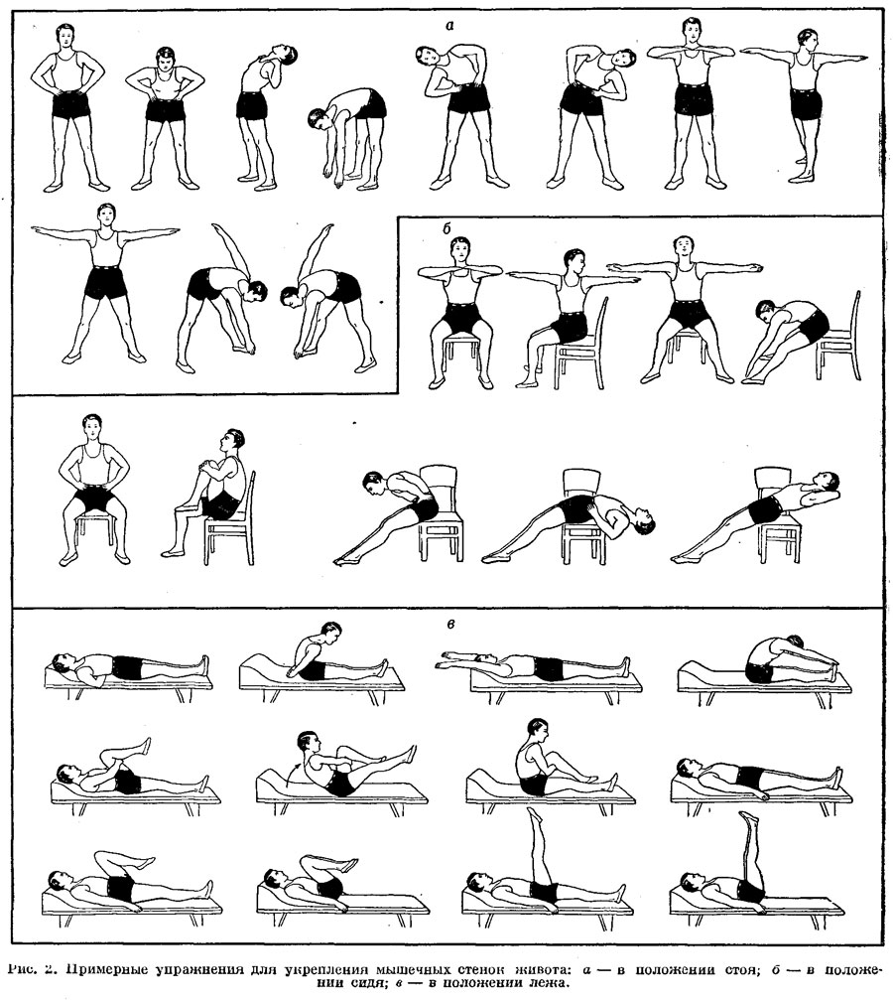 а
б
в
Рис. 2. Примерные упражнения для укрепления мышечных стенок живота: а — в положении стоя; б — в положе-
нии сидя; в — в положении лежа.